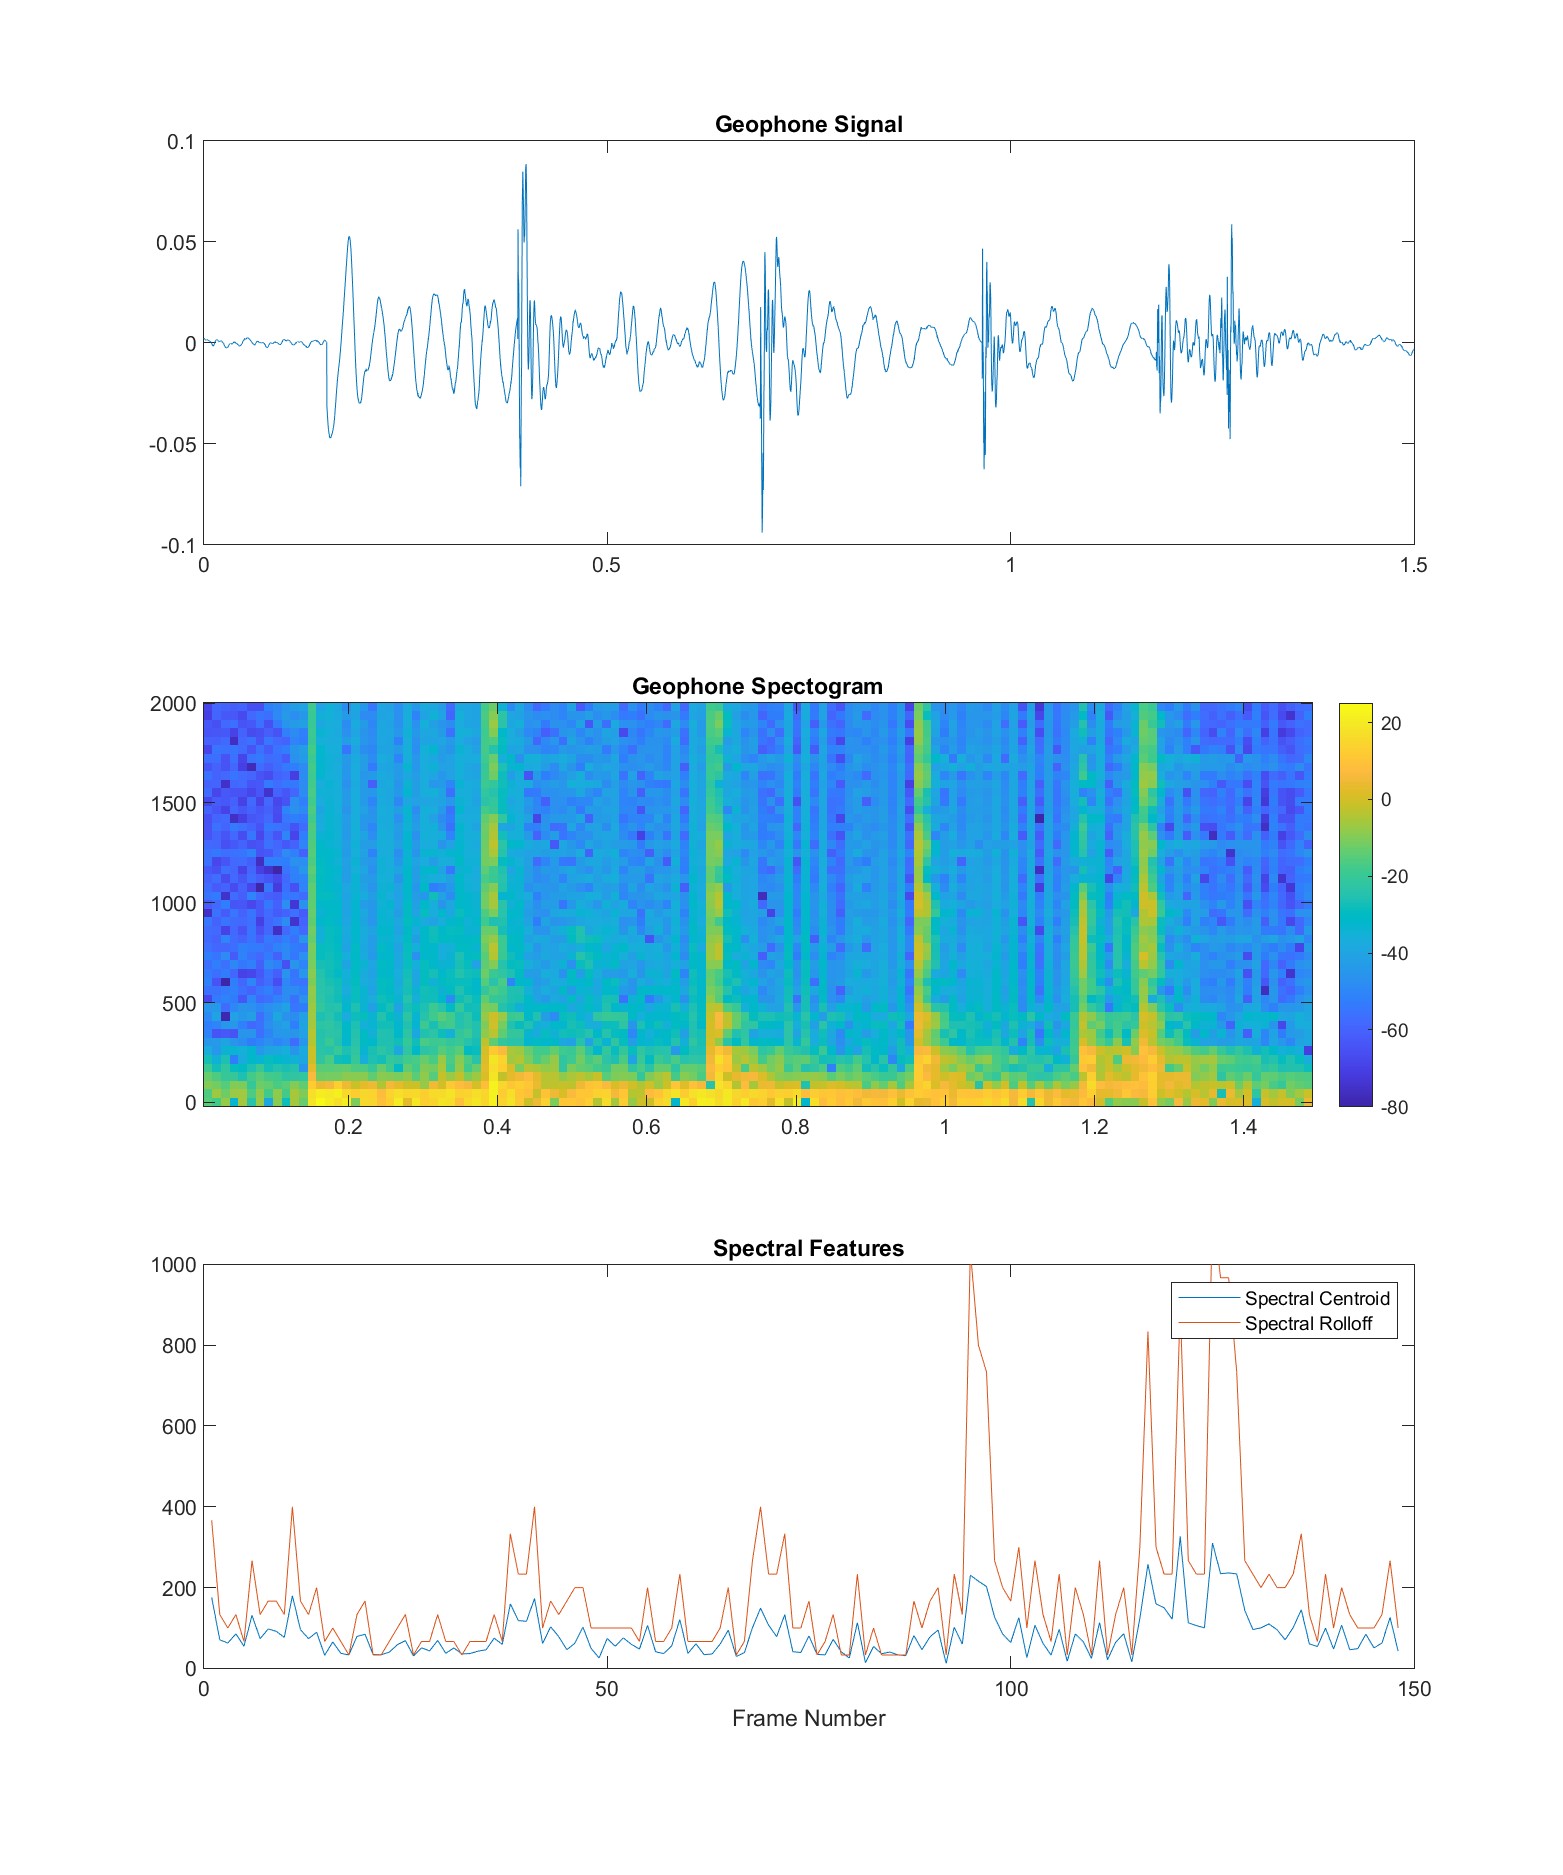 Geophone Signal
0.1
0.05
0
-0.05
-0.1
0 0.5 1 1.5
Geophone Spectogram
2000
1500
1000
500
0
0.2 0.4 0.6 0.8 1 1.2 1.4
20
0
-20
-40
-60
-80
Spectral Features
1000
800
600
400
200
0
0 50 100 150
Frame Number
Spectral Centroid
Spectral Rolloff